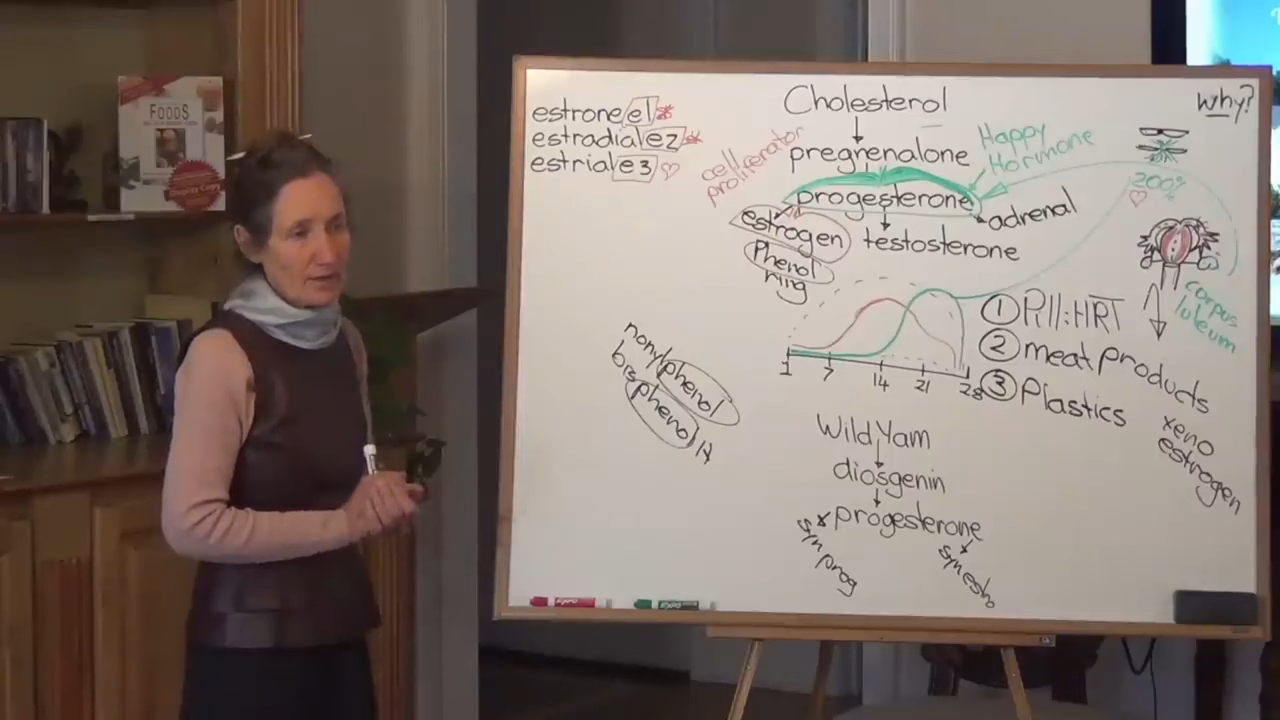 FOODS
Display Copy
estrone e1*
estradial e2*
estrial e3♡
Cholesterol
why?
cell
proliferator
pregnenalone
Happy
Hormone
progesterone
200%
♡
estrogen
testosterone
adrenal
Phenol
ring
corpus
luteum
1 7 14 21 28
① Pill:HRT
② meat products
③ Plastics
xeno
estrogen
nonylphenol
bisphenol A
Wild Yam
diosgenin
progesterone
syn prog